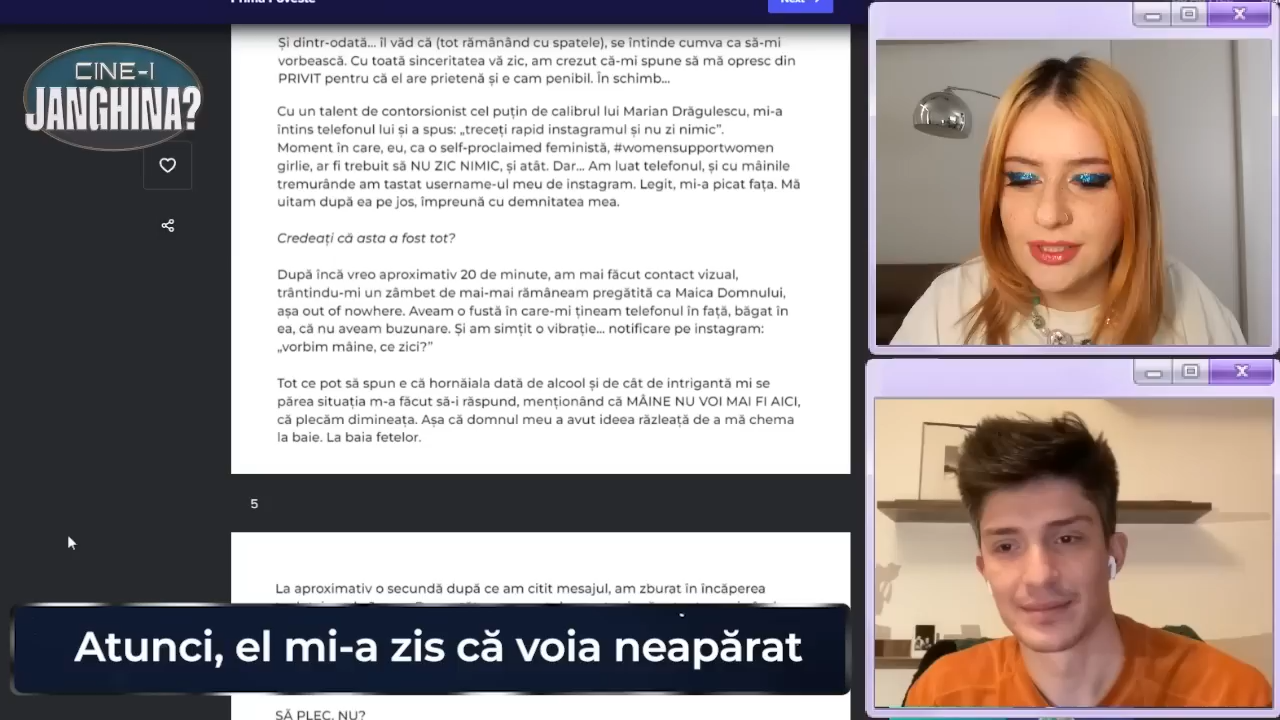 Next
CINE-I
JANGHINA?
Și dintr-odată... îl văd că (tot rămânând cu spatele), se întinde cumva ca să-mi
vorbească. Cu toată sinceritatea vă zic, am crezut că-mi spune să mă opresc din
PRIVIT pentru că el are prietenă și e cam penibil. În schimb...
Cu un talent de contorsionist cel puțin de calibrul lui Marian Drăgulescu, mi-a
întins telefonul lui și a spus: „treceți rapid instagramul și nu zi nimic”.
Moment în care, eu, ca o self-proclaimed feministă, #womensupportwomen
girlie, ar fi trebuit să NU ZIC NIMIC, și atât. Dar... Am luat telefonul, și cu mâinile
tremurânde am tastat username-ul meu de instagram. Legit, mi-a picat fața. Mă
uitam după ea pe jos, împreună cu demnitatea mea.
Credeați că asta a fost tot?
După încă vreo aproximativ 20 de minute, am mai făcut contact vizual,
trântindu-mi un zâmbet de mai-mai rămâneam pregătită ca Maica Domnului,
așa out of nowhere. Aveam o fustă în care-mi țineam telefonul în față, băgat în
ea, că nu aveam buzunare. Și am simțit o vibrație... notificare pe instagram:
„vorbim mâine, ce zici?”
Tot ce pot să spun e că hornăiala dată de alcool și de cât de intrigantă mi se
părea situația m-a făcut să-i răspund, menționând că MÂINE NU VOI MAI FI AICI,
că plecăm dimineața. Așa că domnul meu a avut ideea răzleață de a mă chema
la baie. La baia fetelor.
5
La aproximativ o secundă după ce am citit mesajul, am zburat în încăperea
Atunci, el mi-a zis că voia neapărat
SĂ PLEC, NU?